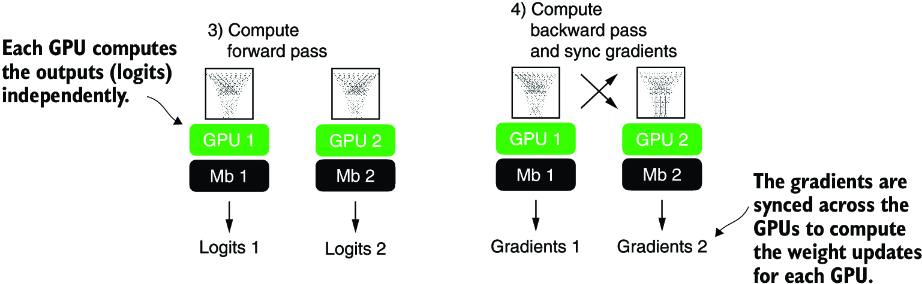 Each GPU computes
the outputs (logits)
independently.
3) Compute
forward pass
GPU 1
GPU 2
Mb 1
Mb 2
Logits 1
Logits 2
4) Compute
backward pass
and sync gradients
GPU 1
GPU 2
Mb 1
Mb 2
Gradients 1
Gradients 2
The gradients are
synced across the
GPUs to compute
the weight updates
for each GPU.